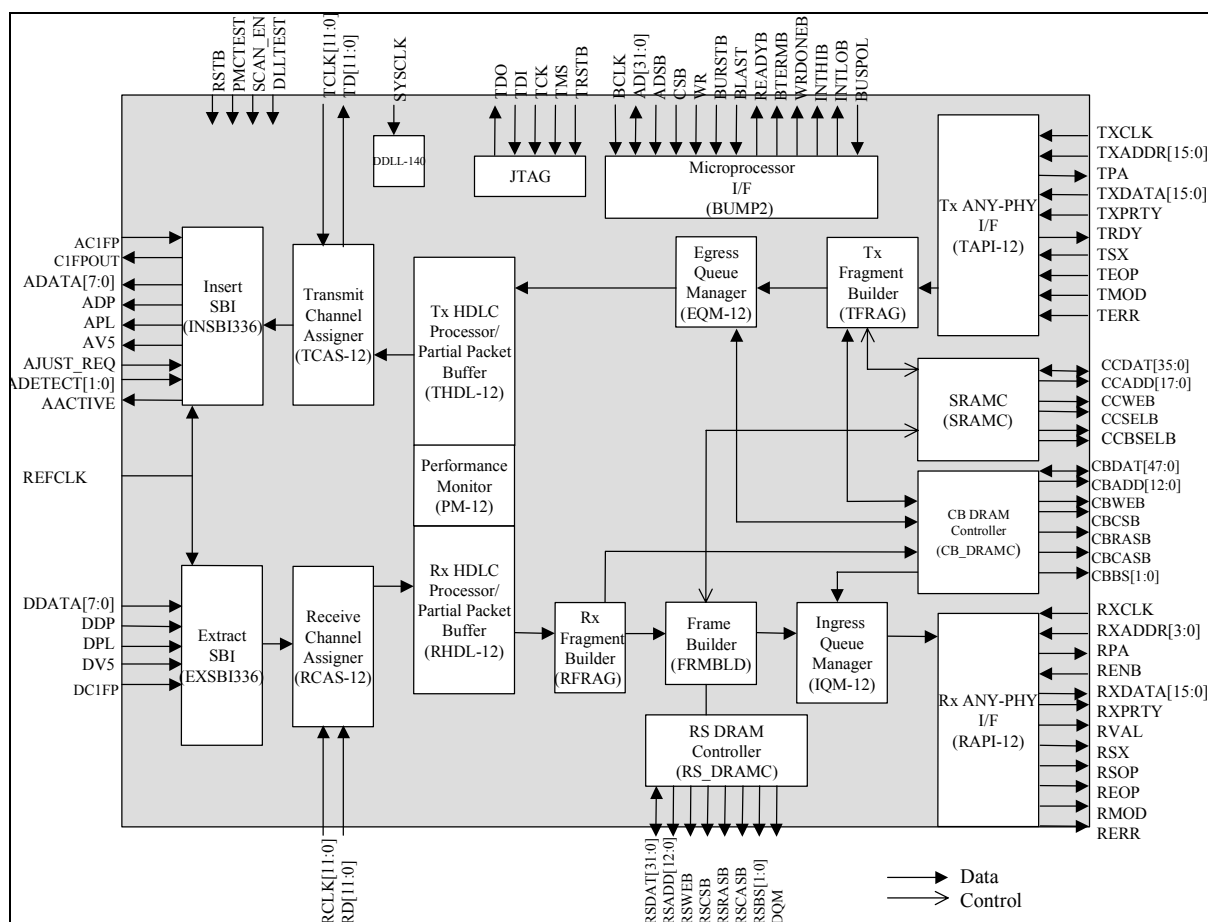 RSTB
PMCTEST
SCAN_EN
DLLTEST
TCLK[11:0]
TD[11:0]
SYSCLK
TDO
TDI
TCK
TMS
TRSTB
BCLK
AD[31:0]
ADSB
CSB
WR
BURSTB
BLAST
READYB
BTERMB
WRDONEB
INTHIB
INTLOB
BUSPOL
DDLL-140
JTAG
Microprocessor
I/F
(BUMP2)
TXCLK
TXADDR[15:0]
TPA
TXDATA[15:0]
TXPRTY
TRDY
TSX
TEOP
TMOD
TERR
Tx ANY-PHY
I/F
(TAPI-12)
AC1FP
C1FPOUT
ADATA[7:0]
ADP
APL
AV5
AJUST_REQ
ADETECT[1:0]
AACTIVE
Insert
SBI
(INSBI336)
Transmit
Channel
Assigner
(TCAS-12)
Tx HDLC
Processor/
Partial Packet
Buffer
(THDL-12)
Egress
Queue
Manager
(EQM-12)
Tx
Fragment
Builder
(TFRAG)
SRAMC
(SRAMC)
CCDAT[35:0]
CCADD[17:0]
CCWEB
CCSELB
CCBSELB
REFCLK
Performance
Monitor
(PM-12)
CB DRAM
Controller
(CB_DRAMC)
CBDAT[47:0]
CBADD[12:0]
CBWEB
CBCSB
CBRASB
CBCASB
CBBS[1:0]
DDATA[7:0]
DDP
DPL
DV5
DC1FP
Extract
SBI
(EXSBI336)
Receive
Channel
Assigner
(RCAS-12)
Rx HDLC
Processor/
Partial Packet
Buffer
(RHDL-12)
Rx
Fragment
Builder
(RFRAG)
Frame
Builder
(FRMBLD)
Ingress
Queue
Manager
(IQM-12)
Rx ANY-PHY
I/F
(RAPI-12)
RXCLK
RXADDR[3:0]
RPA
RENB
RXDATA[15:0]
RXPRTY
RVAL
RSX
RSOP
REOP
RMOD
RERR
RS DRAM
Controller
(RS_DRAMC)
RCLK[11:0]
RD[11:0]
RSDAT[31:0]
RSADD[12:0]
RSWEB
RSCSB
RSRASB
RSCASB
RSBS[1:0]
DQM
Data
Control